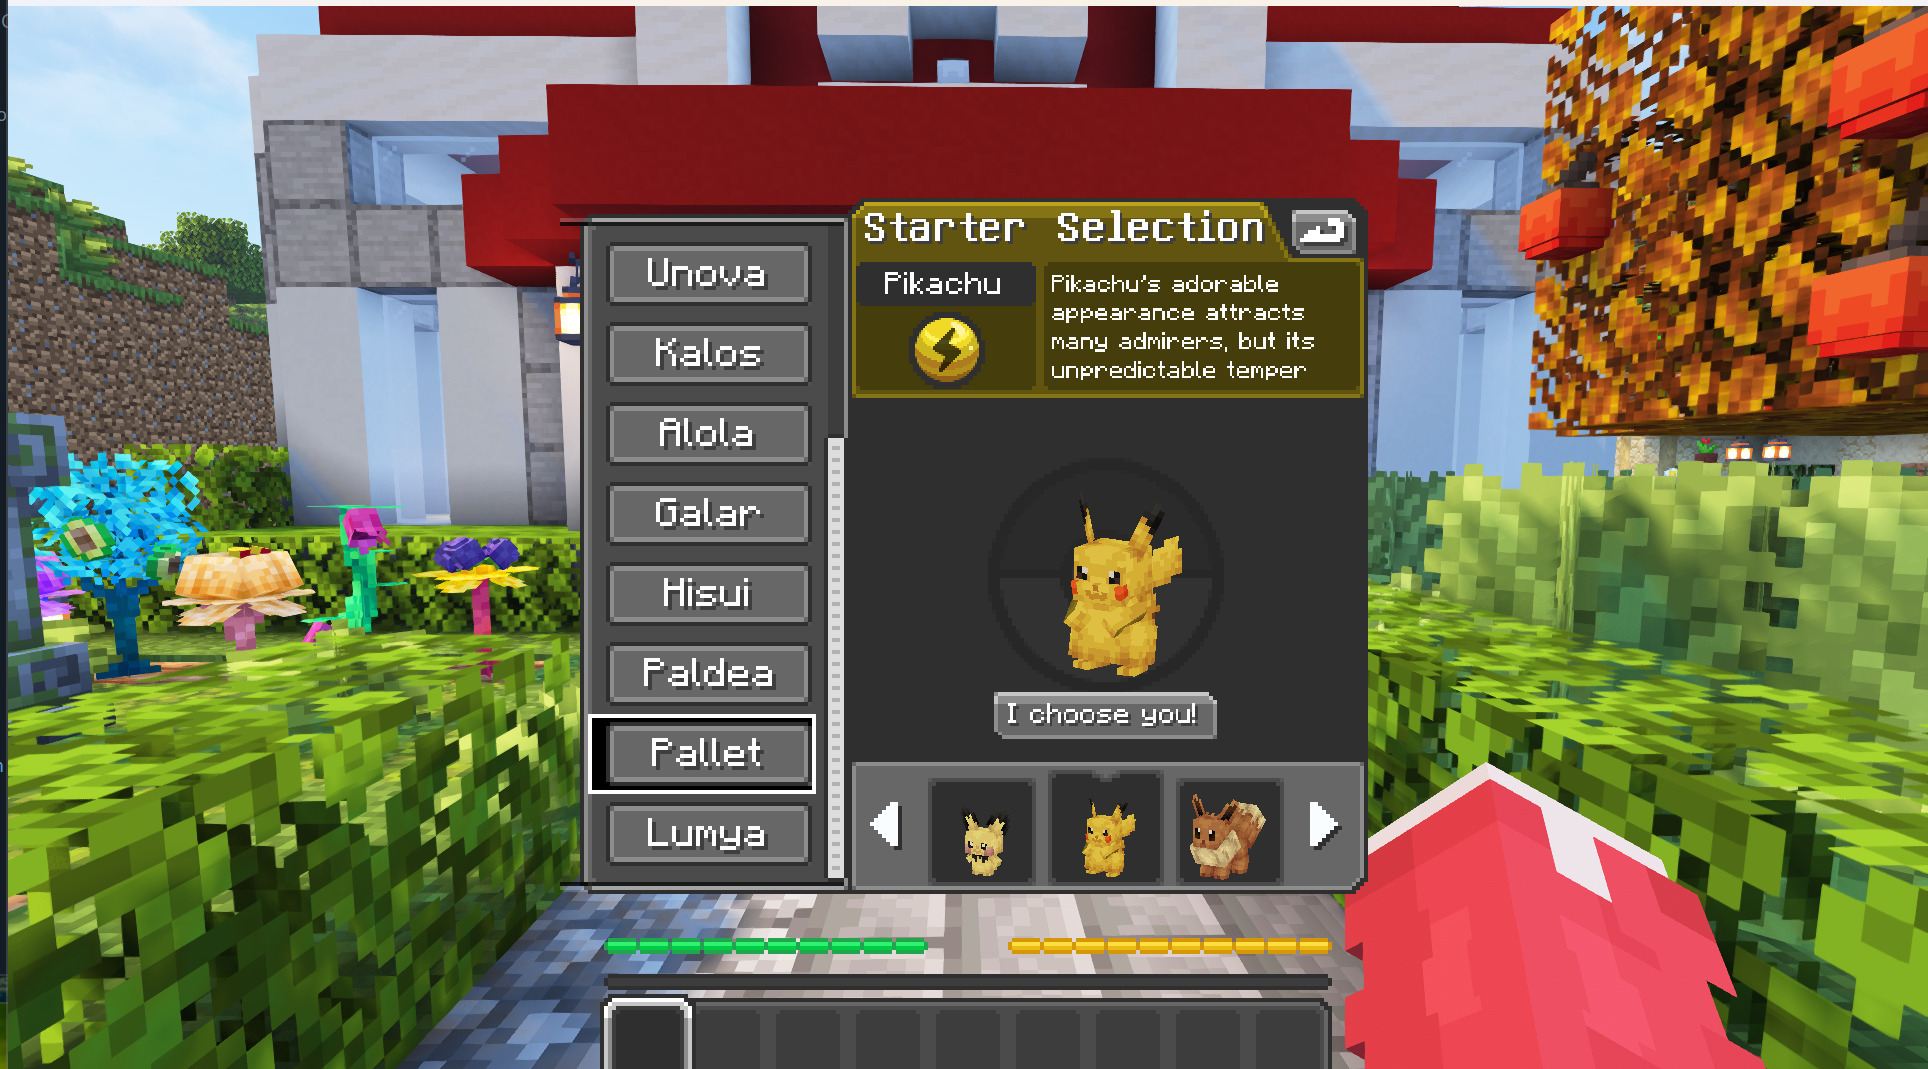 Unova
Kalos
Alola
Galar
Hisui
Paldea
Pallet
Lumya
Starter Selection
Pikachu
Pikachu's adorable
appearance attracts
many admirers, but its
unpredictable temper
I choose you!